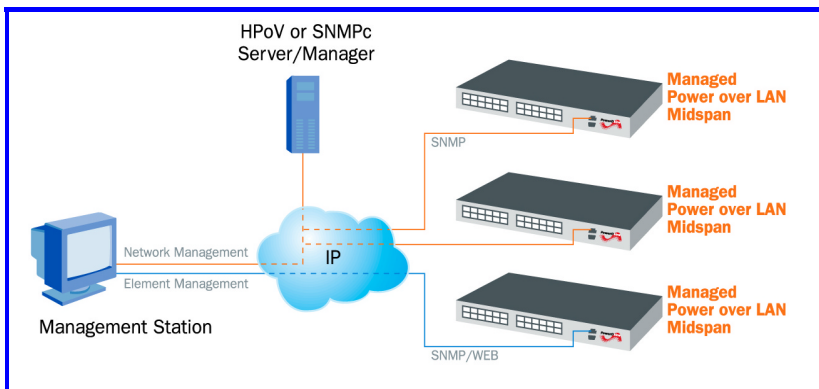 HPoV or SNMPc
Server/Manager
Managed
Power over LAN
Midspan
SNMP
Managed
Power over LAN
Midspan
Network Management
IP
Element Management
Managed
Power over LAN
Midspan
Management Station
SNMP/WEB